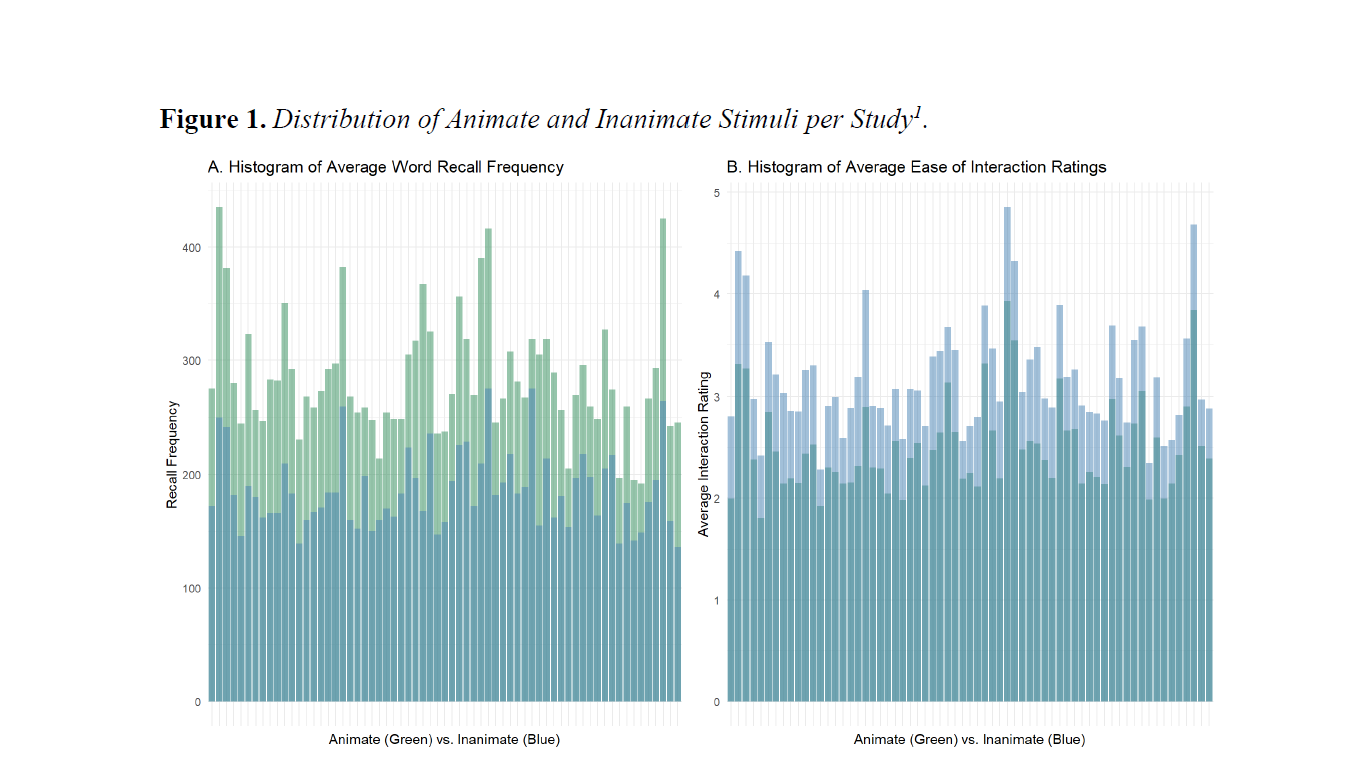 Figure 1. Distribution of Animate and Inanimate Stimuli per Study1.
A. Histogram of Average Word Recall Frequency
400
300
200
100
0
Recall Frequency
Animate (Green) vs. Inanimate (Blue)
B. Histogram of Average Ease of Interaction Ratings
5
4
3
2
1
0
Average Interaction Rating
Animate (Green) vs. Inanimate (Blue)